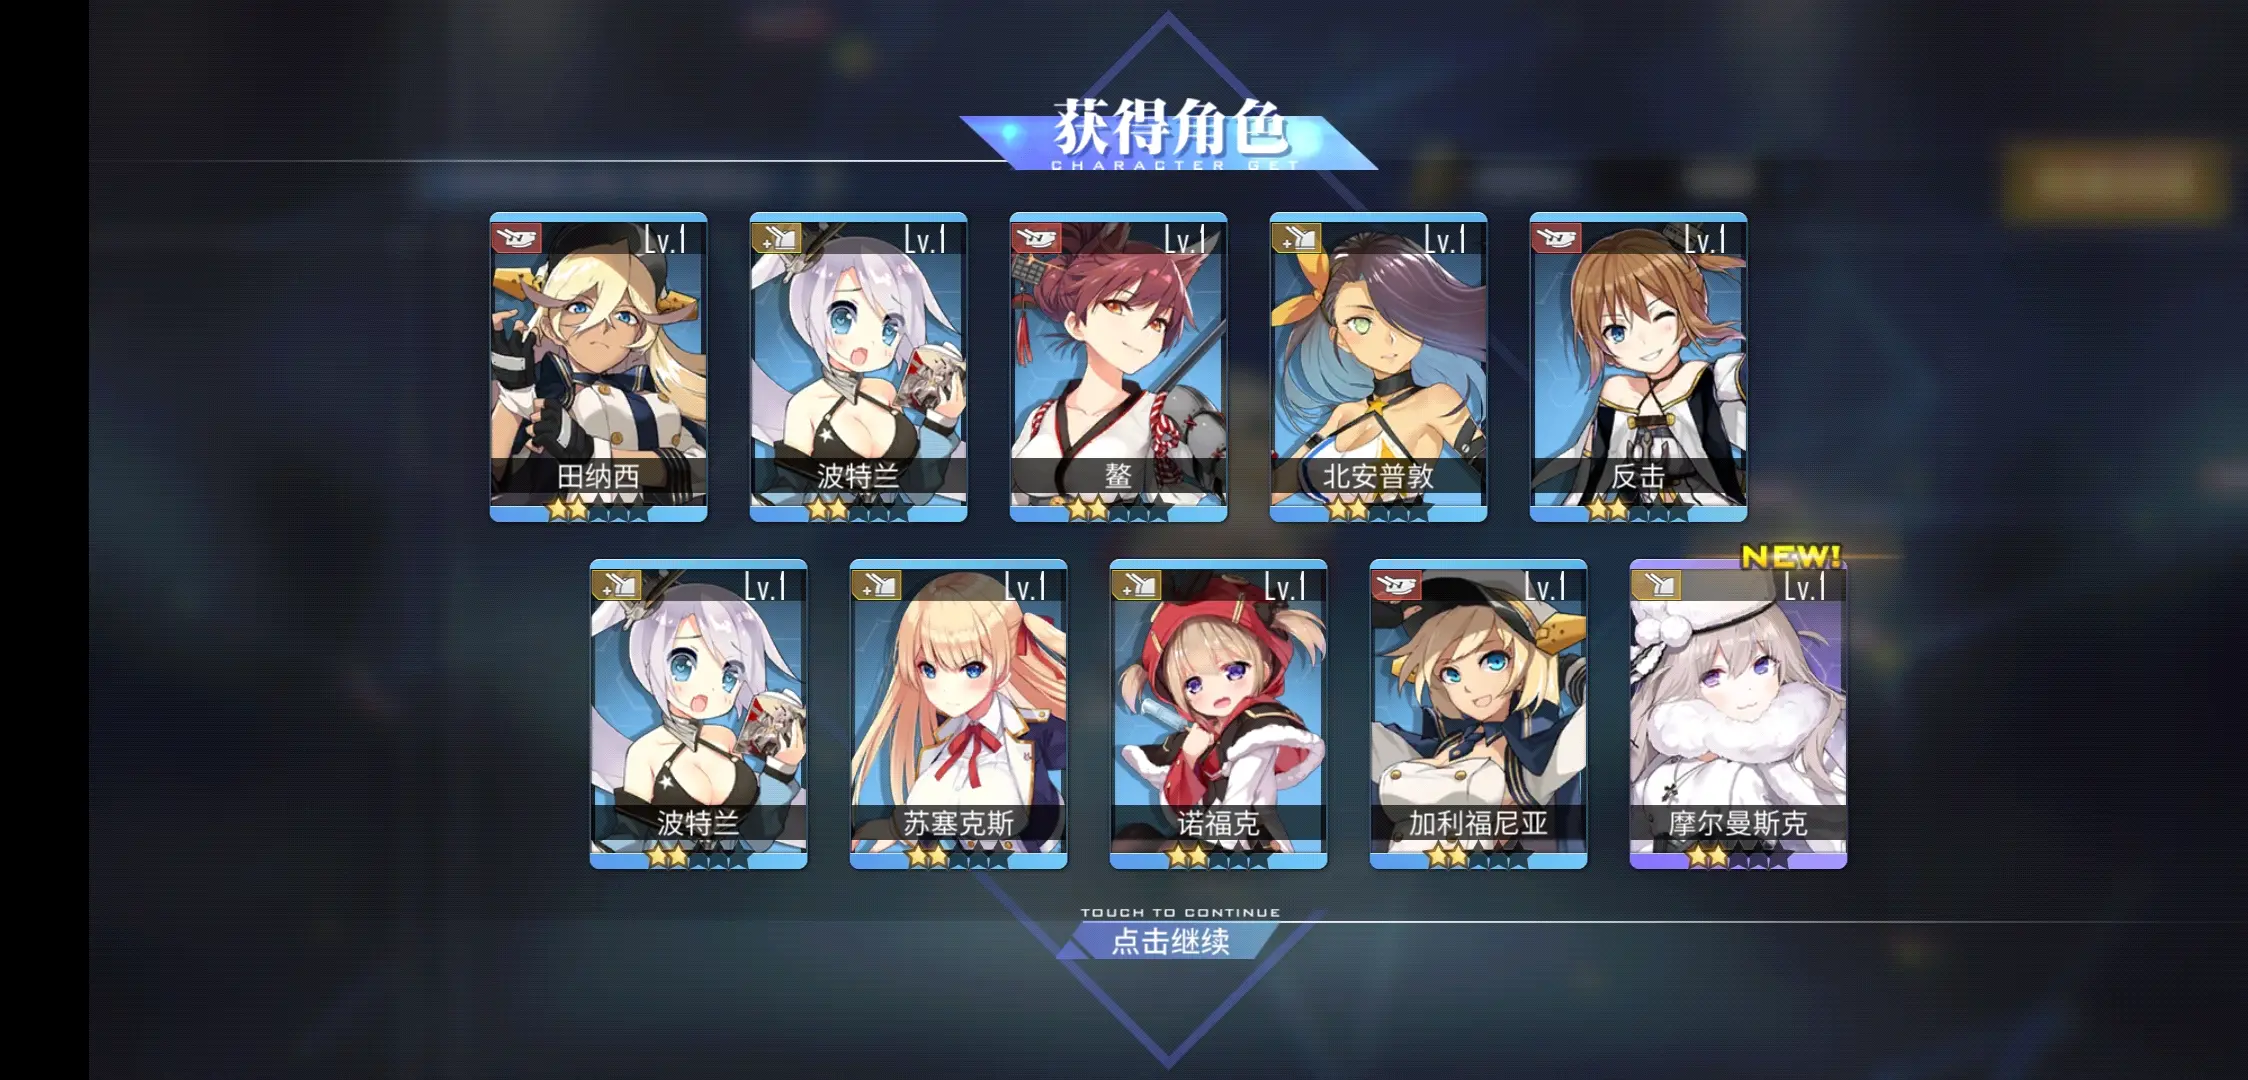 获得角色
CHARACTER GET
Lv.1 Lv.1 Lv.1 Lv.1 Lv.1
田纳西 波特兰 鳌 北安普敦 反击
NEW!
Lv.1 Lv.1 Lv.1 Lv.1 Lv.1
波特兰 苏塞克斯 诺福克 加利福尼亚 摩尔曼斯克
TOUCH TO CONTINUE
点击继续